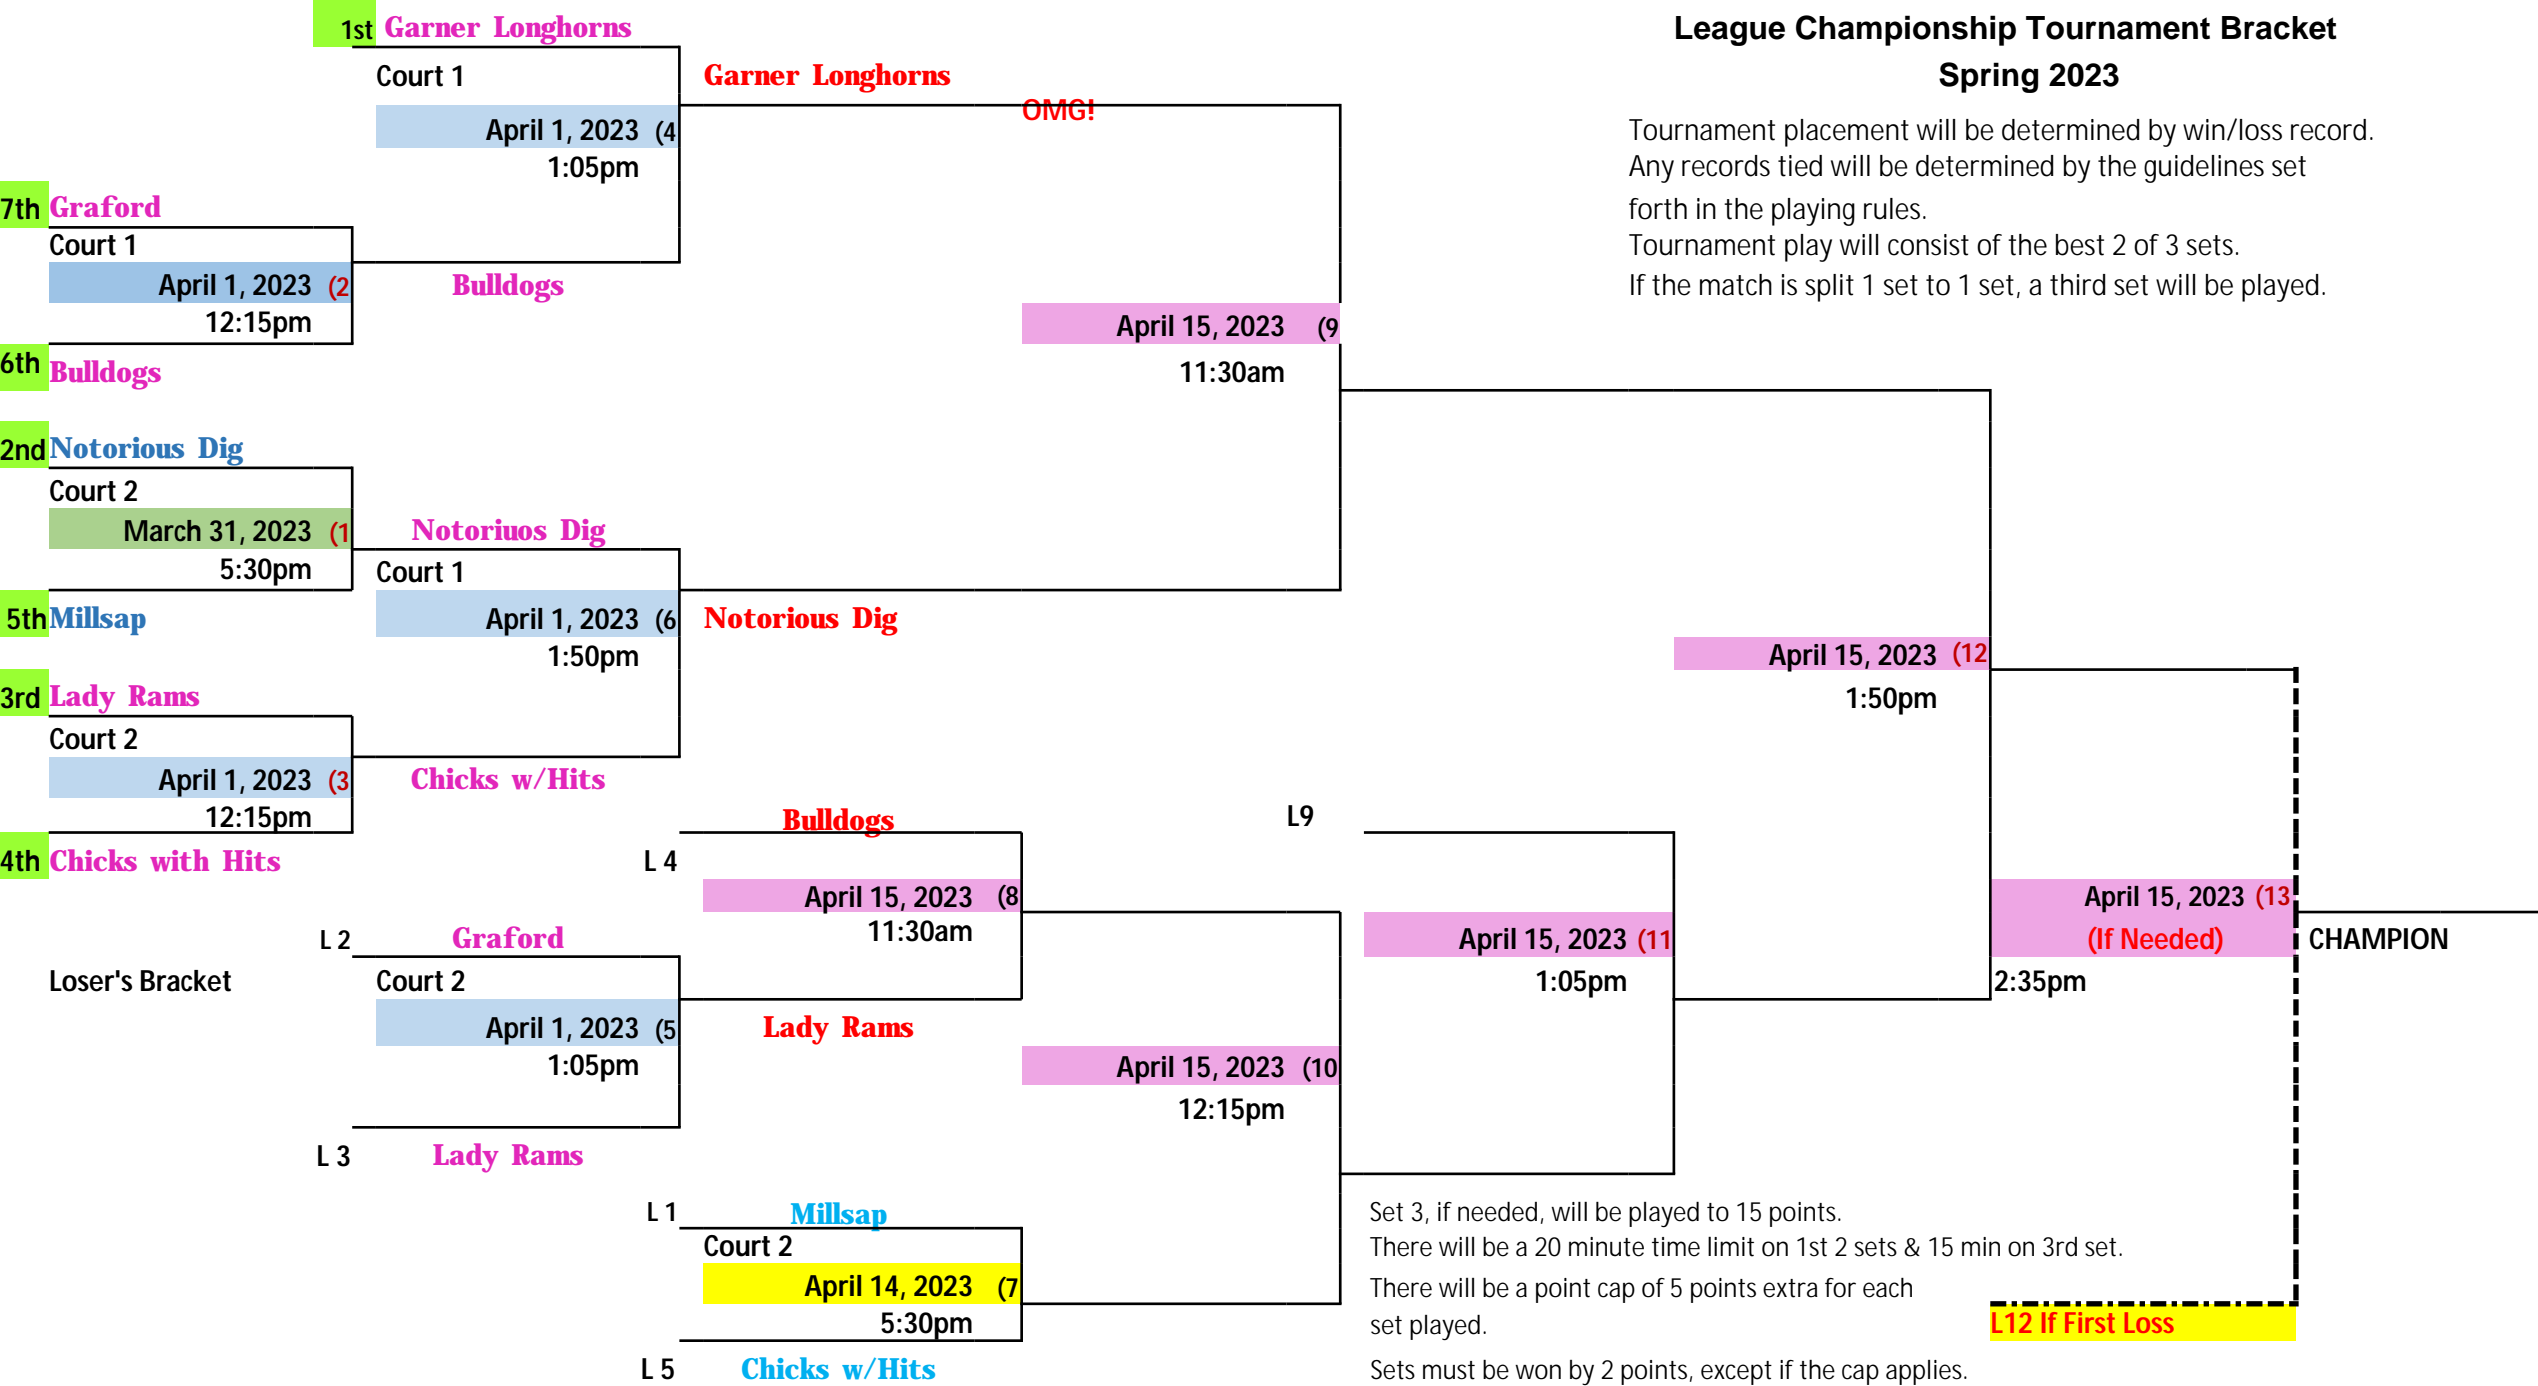 1st Garner Longhorns
League Championship Tournament Bracket
Court 1
Garner Longhorns
Spring 2023
OMG!
April 1, 2023 (4
Tournament placement will be determined by win/loss record.
1:05pm
Any records tied will be determined by the guidelines set
7th Graford
forth in the playing rules.
Court 1
Tournament play will consist of the best 2 of 3 sets.
April 1, 2023 (2
Bulldogs
If the match is split 1 set to 1 set, a third set will be played.
12:15pm
April 15, 2023 (9
6th Bulldogs
11:30am
2nd Notorious Dig
Court 2
March 31, 2023 (1
Notoriuos Dig
5:30pm
Court 1
5th Millsap
April 1, 2023 (6
Notorious Dig
1:50pm
April 15, 2023 (12
3rd Lady Rams
1:50pm
Court 2
April 1, 2023 (3
Chicks w/Hits
12:15pm
Bulldogs
L9
4th Chicks with Hits
L 4
April 15, 2023 (8
April 15, 2023 (13
11:30am
L 2 Graford
April 15, 2023 (11
(If Needed)
CHAMPION
Loser's Bracket
Court 2
1:05pm
2:35pm
April 1, 2023 (5
Lady Rams
1:05pm
April 15, 2023 (10
12:15pm
L 3 Lady Rams
L 1 Millsap
Set 3, if needed, will be played to 15 points.
Court 2
There will be a 20 minute time limit on 1st 2 sets & 15 min on 3rd set.
April 14, 2023 (7
There will be a point cap of 5 points extra for each
5:30pm
set played.
L12 If First Loss
L 5 Chicks w/Hits
Sets must be won by 2 points, except if the cap applies.